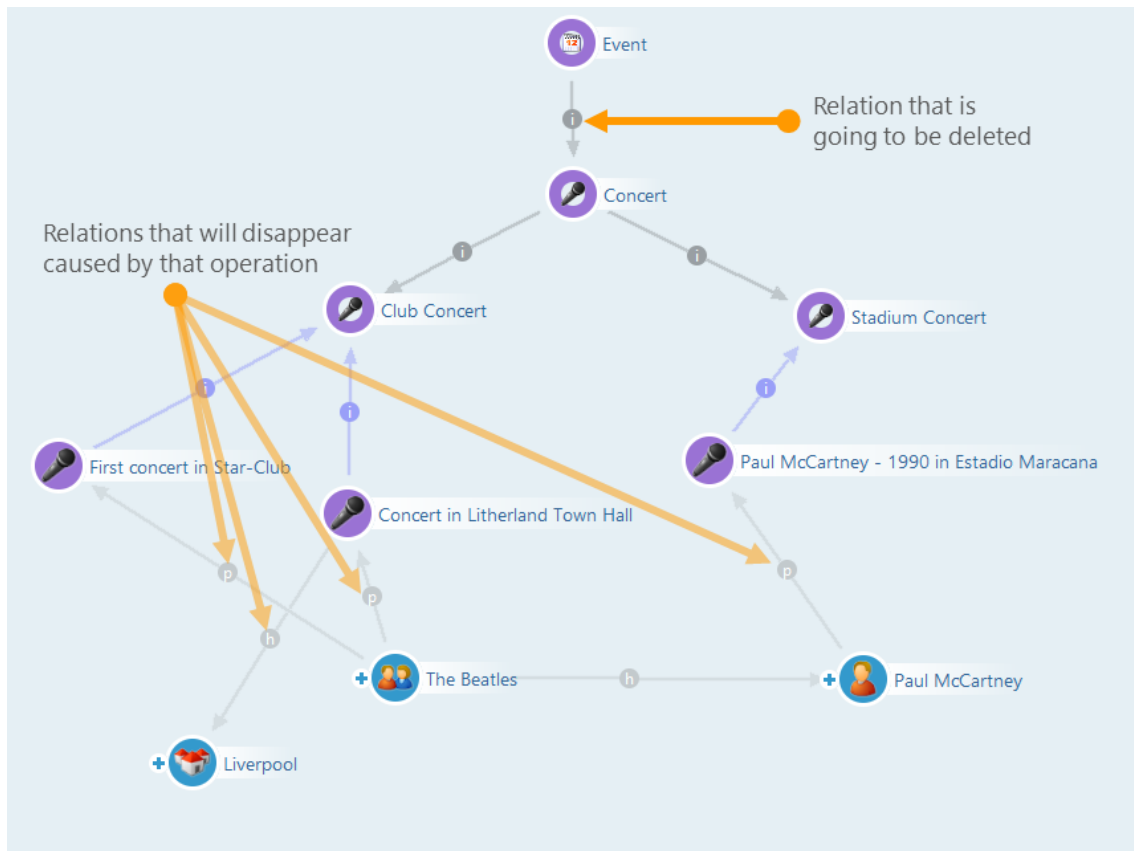 12
Event
Relation that is
going to be deleted
i
Concert
Relations that will disappear
caused by that operation
i
i
Club Concert
Stadium Concert
i
i
i
First concert in Star-Club
Paul McCartney - 1990 in Estadio Maracana
Concert in Litherland Town Hall
p
p
p
h
The Beatles
h
Paul McCartney
Liverpool